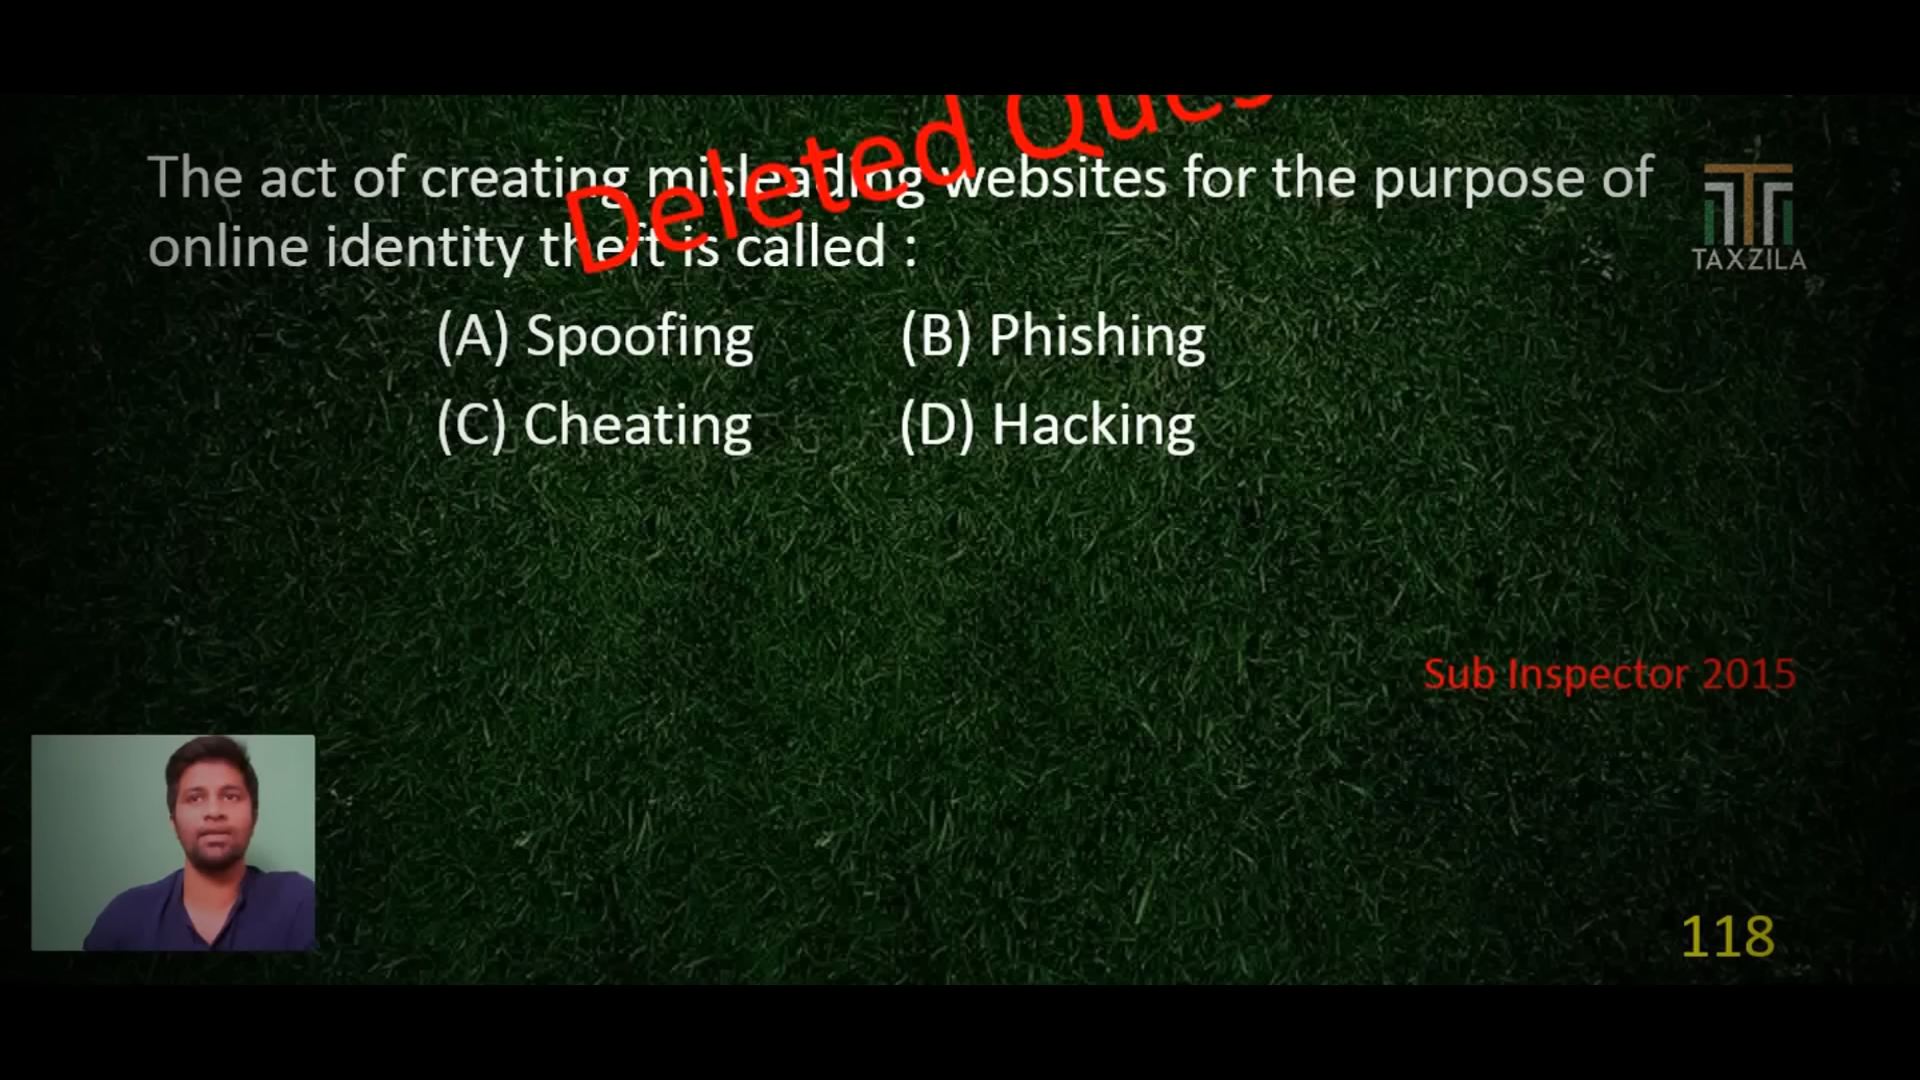 Deleted Ques
The act of creating misleading websites for the purpose of
online identity theft is called :
(A) Spoofing (B) Phishing
(C) Cheating (D) Hacking
TAXZILA
Sub Inspector 2015
118